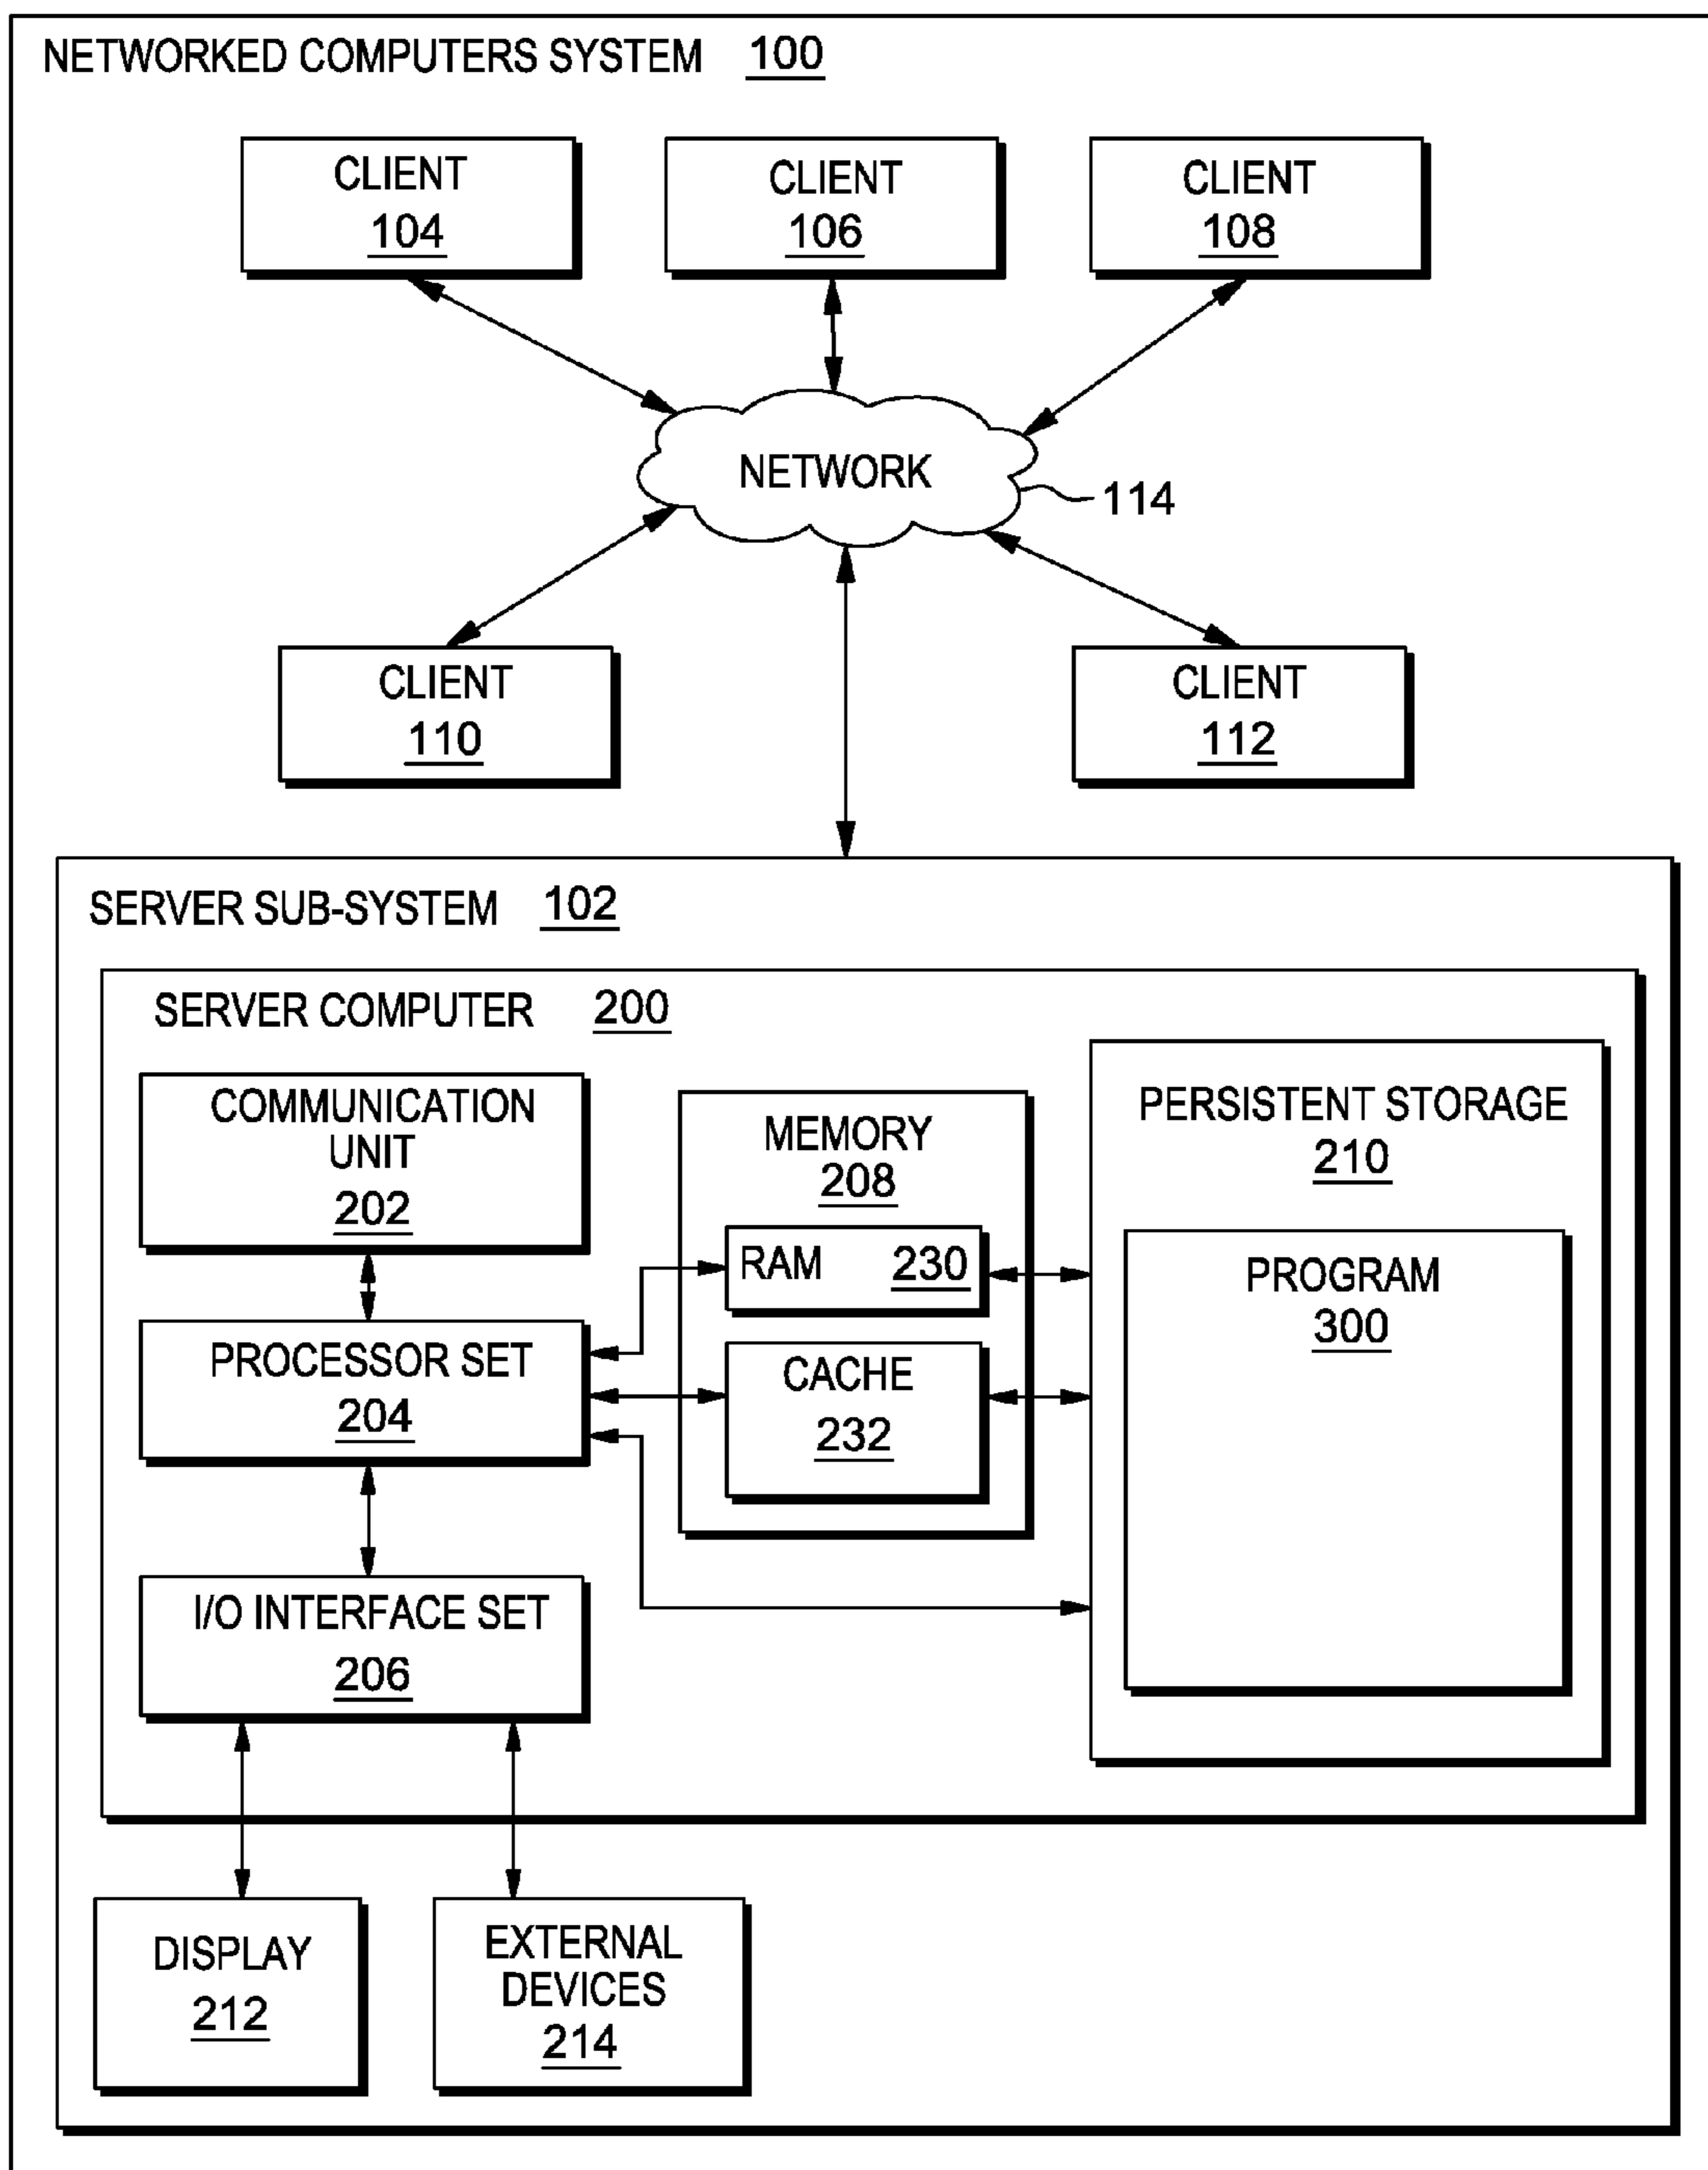 NETWORKED COMPUTERS SYSTEM 100
CLIENT
104
CLIENT
106
CLIENT
108
NETWORK
114
CLIENT
110
CLIENT
112
SERVER SUB-SYSTEM 102
SERVER COMPUTER 200
COMMUNICATION
UNIT
202
PROCESSOR SET
204
I/O INTERFACE SET
206
MEMORY
208
RAM 230
CACHE
232
PERSISTENT STORAGE
210
PROGRAM
300
DISPLAY
212
EXTERNAL
DEVICES
214